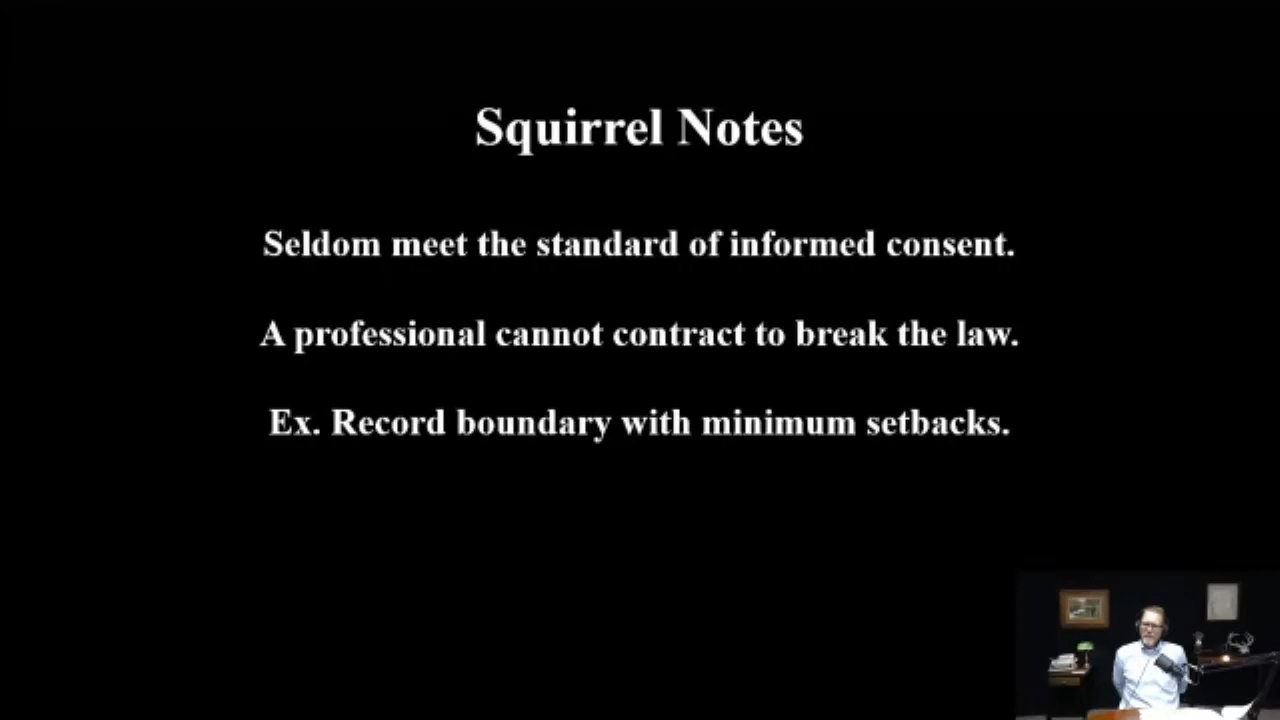 Squirrel Notes
Seldom meet the standard of informed consent.
A professional cannot contract to break the law.
Ex. Record boundary with minimum setbacks.